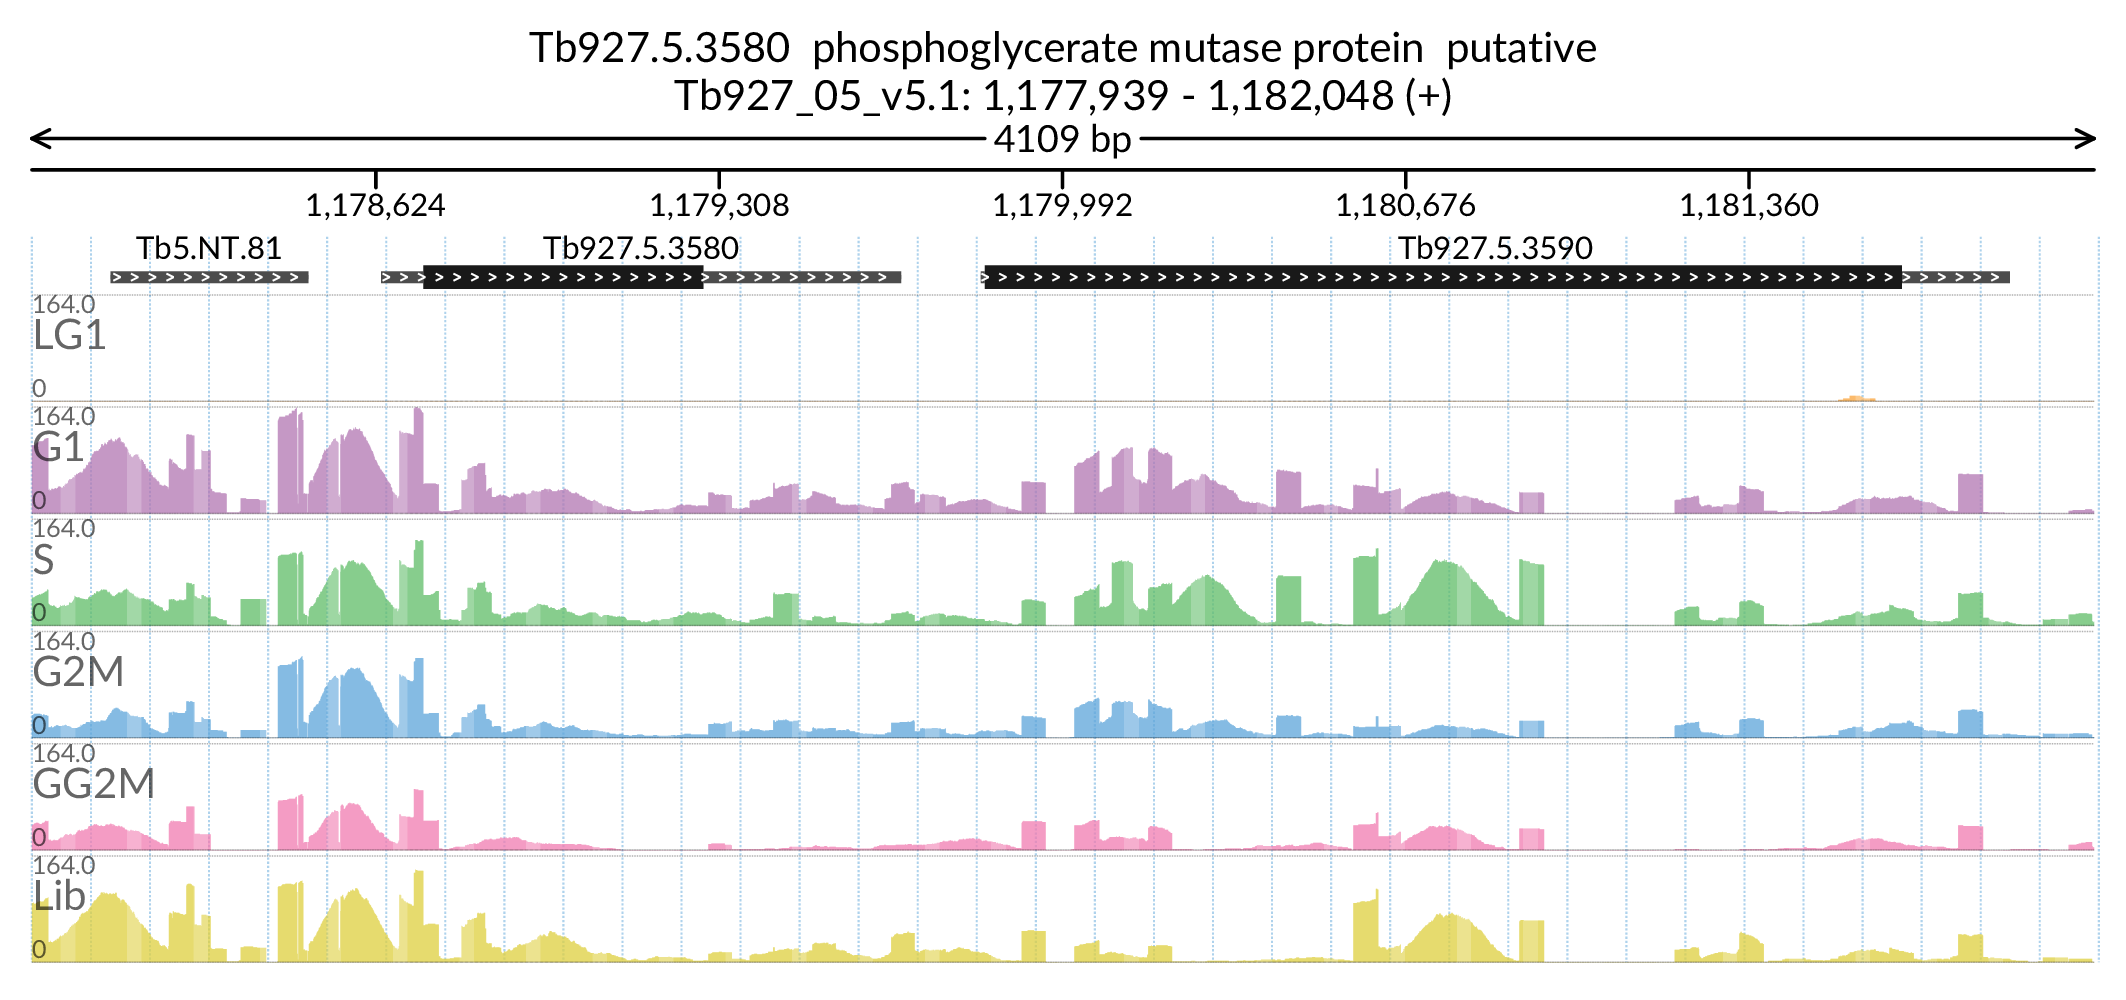 Tb927.5.3580  phosphoglycerate mutase protein  putative
Tb927_05_v5.1: 1,177,939 - 1,182,048 (+)
4109 bp
1,178,624 1,179,308 1,179,992 1,180,676 1,181,360
Tb5.NT.81 Tb927.5.3580 Tb927.5.3590
164.0
LG1
0
164.0
G1
0
164.0
S
0
164.0
G2M
0
164.0
GG2M
0
164.0
Lib
0